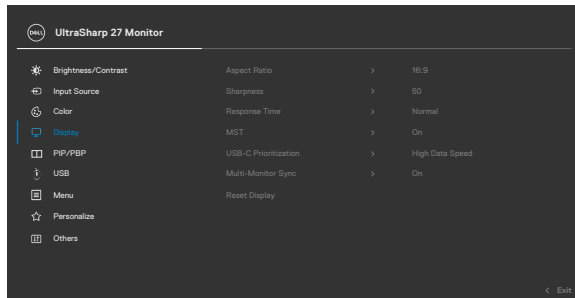 DELL UltraSharp 27 Monitor
Brightness/Contrast Aspect Ratio > 16:9
Input Source Sharpness > 50
Color Response Time > Normal
Display MST > On
PIP/PBP USB-C Prioritization > High Data Speed
USB Multi-Monitor Sync > On
Menu Reset Display
Personalize
Others
< Exit